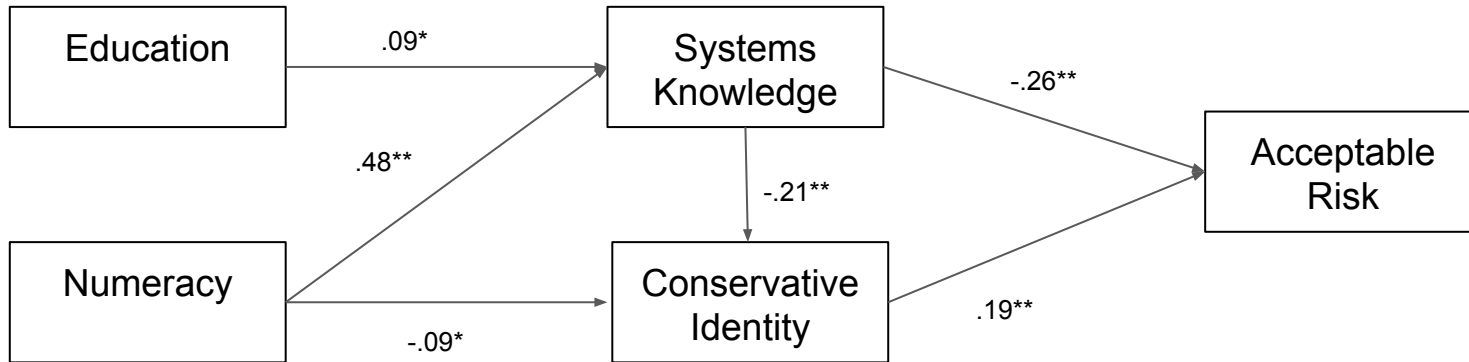 Education
.09*
Systems
Knowledge
-.26**
Acceptable
Risk
.48**
-.21**
Numeracy
-.09*
Conservative
Identity
.19**